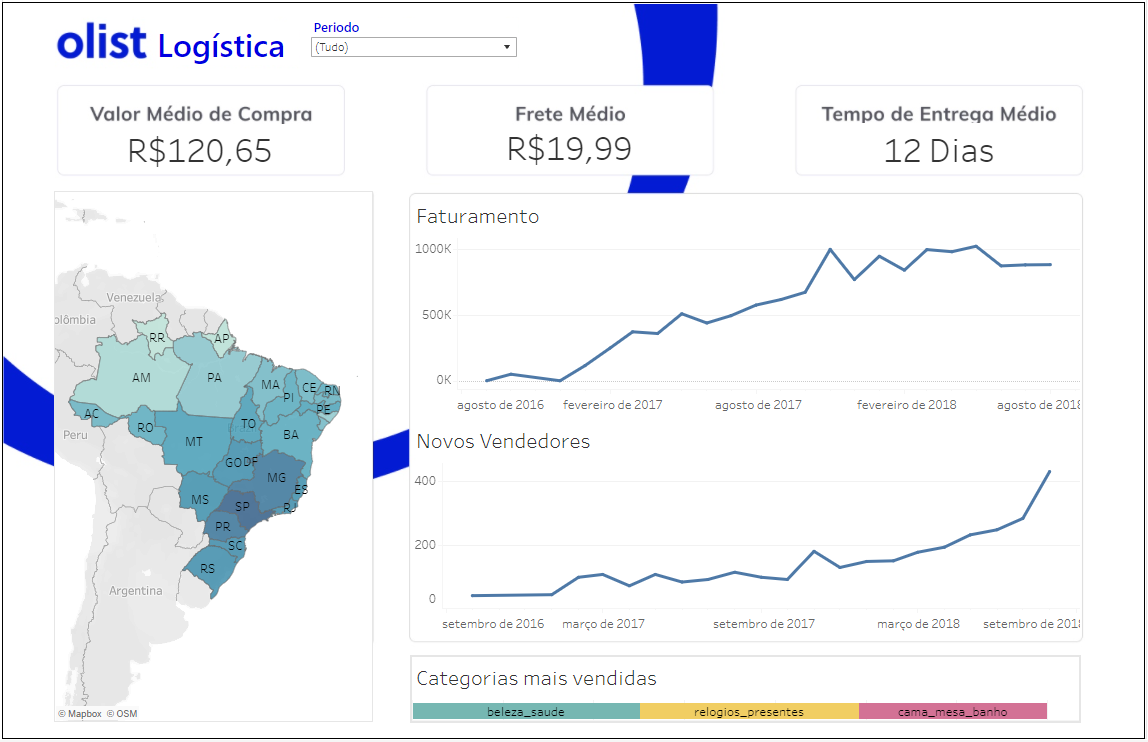 olist Logística
Periodo
(Tudo)
Valor Médio de Compra
R$120,65
Frete Médio
R$19,99
Tempo de Entrega Médio
12 Dias
Venezuela
olômbia
RR
AP
AM
PA
MA
CE
RN
PI
PE
AC
TO
RO
BA
MT
GO
DF
MG
ES
MS
SP
RJ
PR
SC
RS
Peru
Argentina
© Mapbox © OSM
Faturamento
1000K
500K
0K
agosto de 2016 fevereiro de 2017 agosto de 2017 fevereiro de 2018 agosto de 2018
Novos Vendedores
400
200
0
setembro de 2016 março de 2017 setembro de 2017 março de 2018 setembro de 2018
Categorias mais vendidas
beleza_saude relogios_presentes cama_mesa_banho